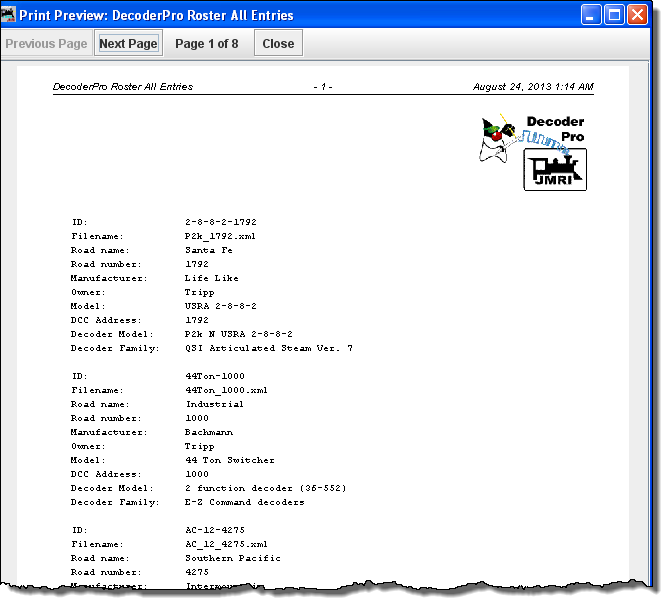 Print Preview: DecoderPro Roster All Entries
Previous Page Next Page Page 1 of 8 Close
DecoderPro Roster All Entries - 1 - August 24, 2013 1:14 AM
Decoder
Pro
JMRI
ID: 2-8-8-2-1792
Filename: P2k_1792.xml
Road name: Santa Fe
Road number: 1792
Manufacturer: Life Like
Owner: Tripp
Model: USRA 2-8-8-2
DCC Address: 1792
Decoder Model: P2k N USRA 2-8-8-2
Decoder Family: QSI Articulated Steam Ver. 7
ID: 44Ton-1000
Filename: 44Ton_1000.xml
Road name: Industrial
Road number: 1000
Manufacturer: Bachmann
Owner: Tripp
Model: 44 Ton Switcher
DCC Address: 1000
Decoder Model: 2 function decoder (36-552)
Decoder Family: E-Z Command decoders
ID: AC-12-4275
Filename: AC_12_4275.xml
Road name: Southern Pacific
Road number: 4275
Manufacturer: Intermountain